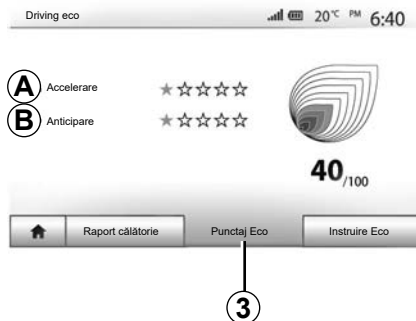 Driving eco 20°C PM 6:40
A Accelerare
B Anticipare
40/100
Raport călătorie Punctaj Eco Instruire Eco
3